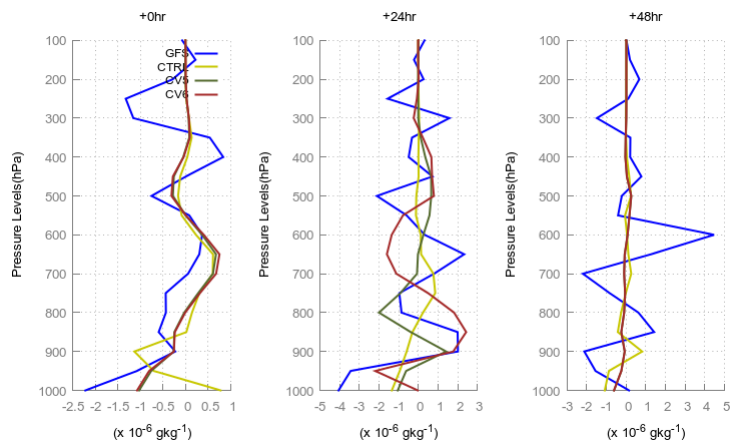 +0hr
+24hr
+48hr
100
200
300
400
500
600
700
800
900
1000
GFS
CTRL
CV5
CV6
Pressure Levels(hPa)
-2.5 -2 -1.5 -1 -0.5 0 0.5 1
(x 10-6 gkg-1)
100
200
300
400
500
600
700
800
900
1000
Pressure Levels(hPa)
-5 -4 -3 -2 -1 0 1 2 3
(x 10-6 gkg-1)
100
200
300
400
500
600
700
800
900
1000
Pressure Levels(hPa)
-3 -2 -1 0 1 2 3 4 5
(x 10-6 gkg-1)